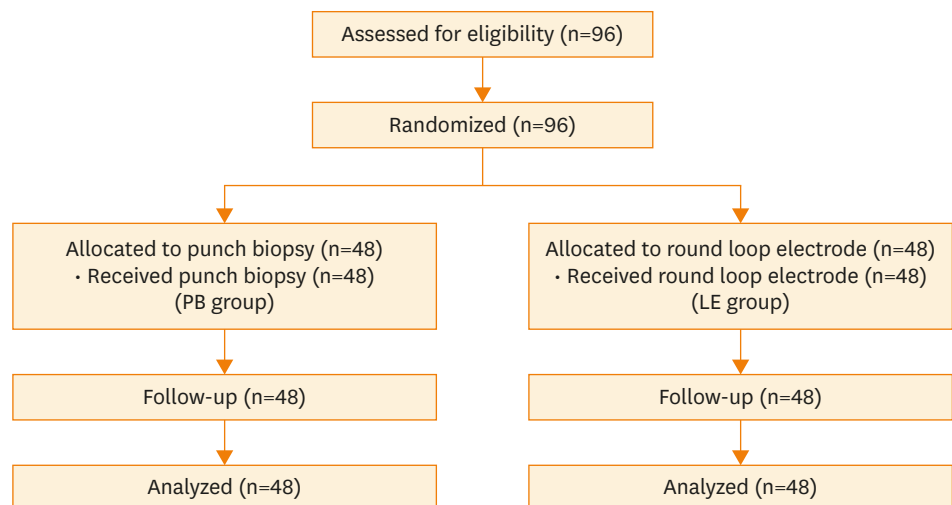 Assessed for eligibility (n=96)
Randomized (n=96)
Allocated to punch biopsy (n=48)
· Received punch biopsy (n=48)
(PB group)
Allocated to round loop electrode (n=48)
· Received round loop electrode (n=48)
(LE group)
Follow-up (n=48)
Follow-up (n=48)
Analyzed (n=48)
Analyzed (n=48)